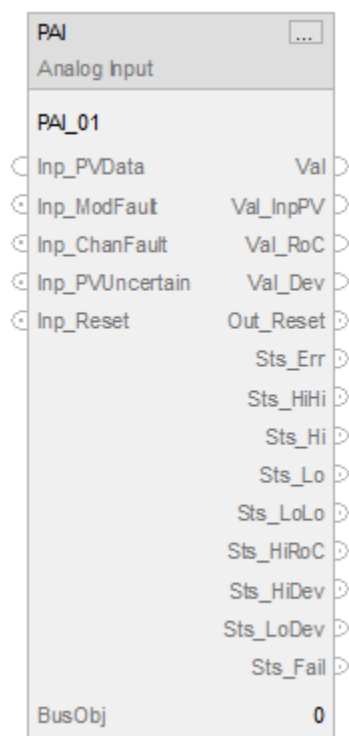 PAI ...
Analog Input
PAI_01
Inp_PVData Val
Inp_ModFault Val_InpPV
Inp_ChanFault Val_RoC
Inp_PVUncertain Val_Dev
Inp_Reset Out_Reset
Sts_Err
Sts_HiHi
Sts_Hi
Sts_Lo
Sts_LoLo
Sts_HiRoC
Sts_HiDev
Sts_LoDev
Sts_Fail
BusObj 0